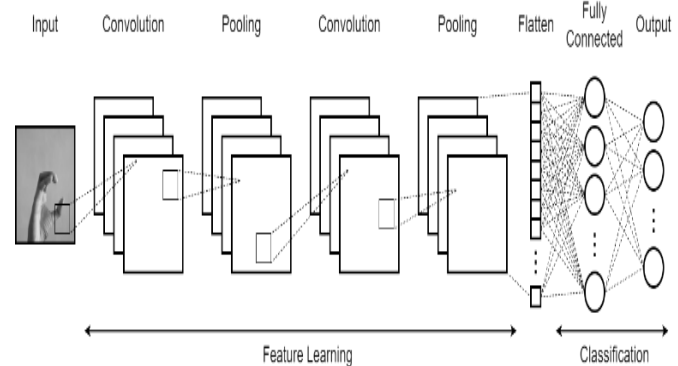 Input
Convolution
Pooling
Convolution
Pooling
Flatten
Fully
Connected
Output
Feature Learning
Classification